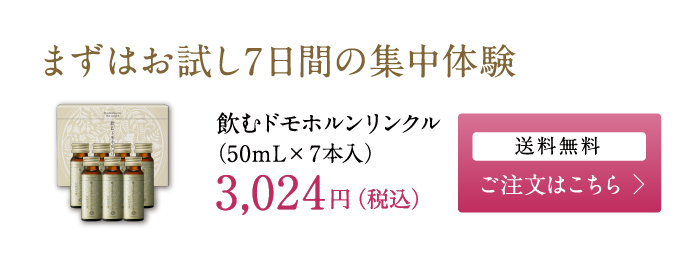 まずはお試し7日間の集中体験
飲むドモホルンリンクル
（50mL×7本入）
3,024円（税込）
送料無料
ご注文はこちら